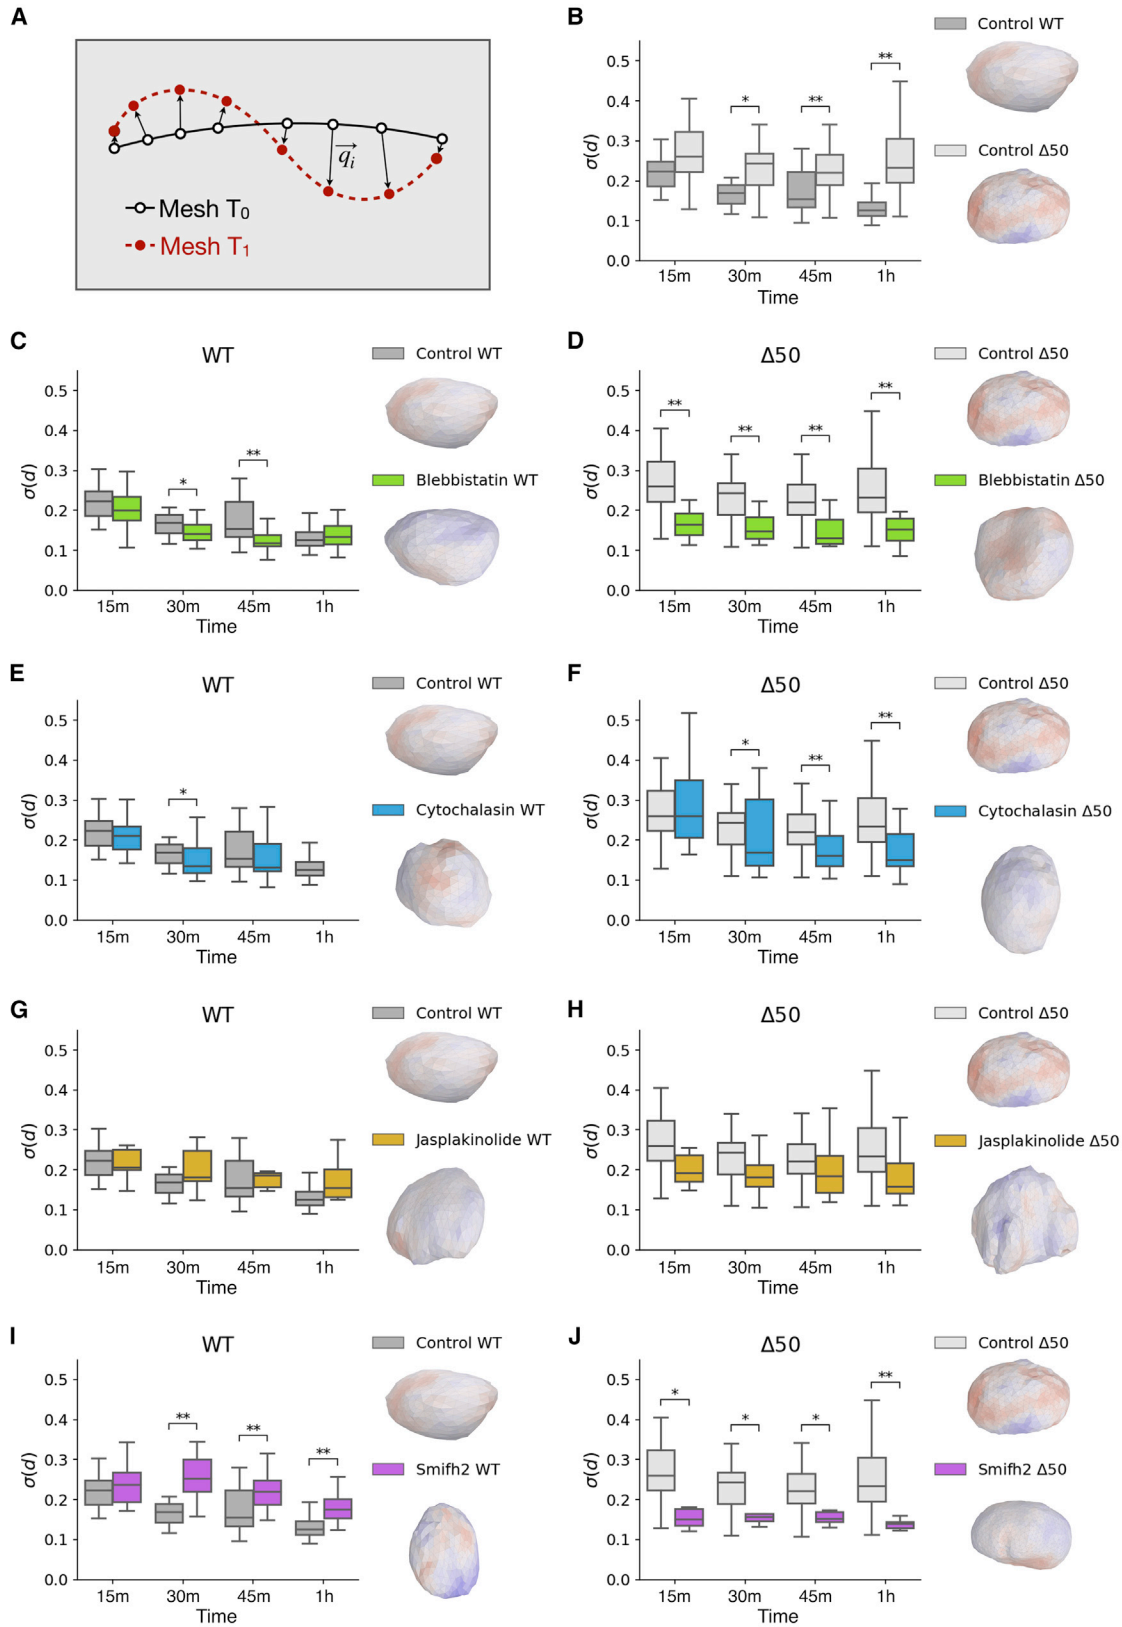 A
Mesh T0
Mesh T1
qi
B
Control WT
Control Δ50
σ(d)
0.5
0.4
0.3
0.2
0.1
0.0
*
**
**
15m 30m 45m 1h
Time
C
WT
Control WT
Blebbistatin WT
σ(d)
0.5
0.4
0.3
0.2
0.1
0.0
*
**
15m 30m 45m 1h
Time
D
Δ50
Control Δ50
Blebbistatin Δ50
σ(d)
0.5
0.4
0.3
0.2
0.1
0.0
**
**
**
**
15m 30m 45m 1h
Time
E
WT
Control WT
Cytochalasin WT
σ(d)
0.5
0.4
0.3
0.2
0.1
0.0
*
15m 30m 45m 1h
Time
F
Δ50
Control Δ50
Cytochalasin Δ50
σ(d)
0.5
0.4
0.3
0.2
0.1
0.0
*
**
**
15m 30m 45m 1h
Time
G
WT
Control WT
Jasplakinolide WT
σ(d)
0.5
0.4
0.3
0.2
0.1
0.0
15m 30m 45m 1h
Time
H
Δ50
Control Δ50
Jasplakinolide Δ50
σ(d)
0.5
0.4
0.3
0.2
0.1
0.0
15m 30m 45m 1h
Time
I
WT
Control WT
Smifh2 WT
σ(d)
0.5
0.4
0.3
0.2
0.1
0.0
**
**
**
15m 30m 45m 1h
Time
J
Δ50
Control Δ50
Smifh2 Δ50
σ(d)
0.5
0.4
0.3
0.2
0.1
0.0
*
*
*
**
15m 30m 45m 1h
Time